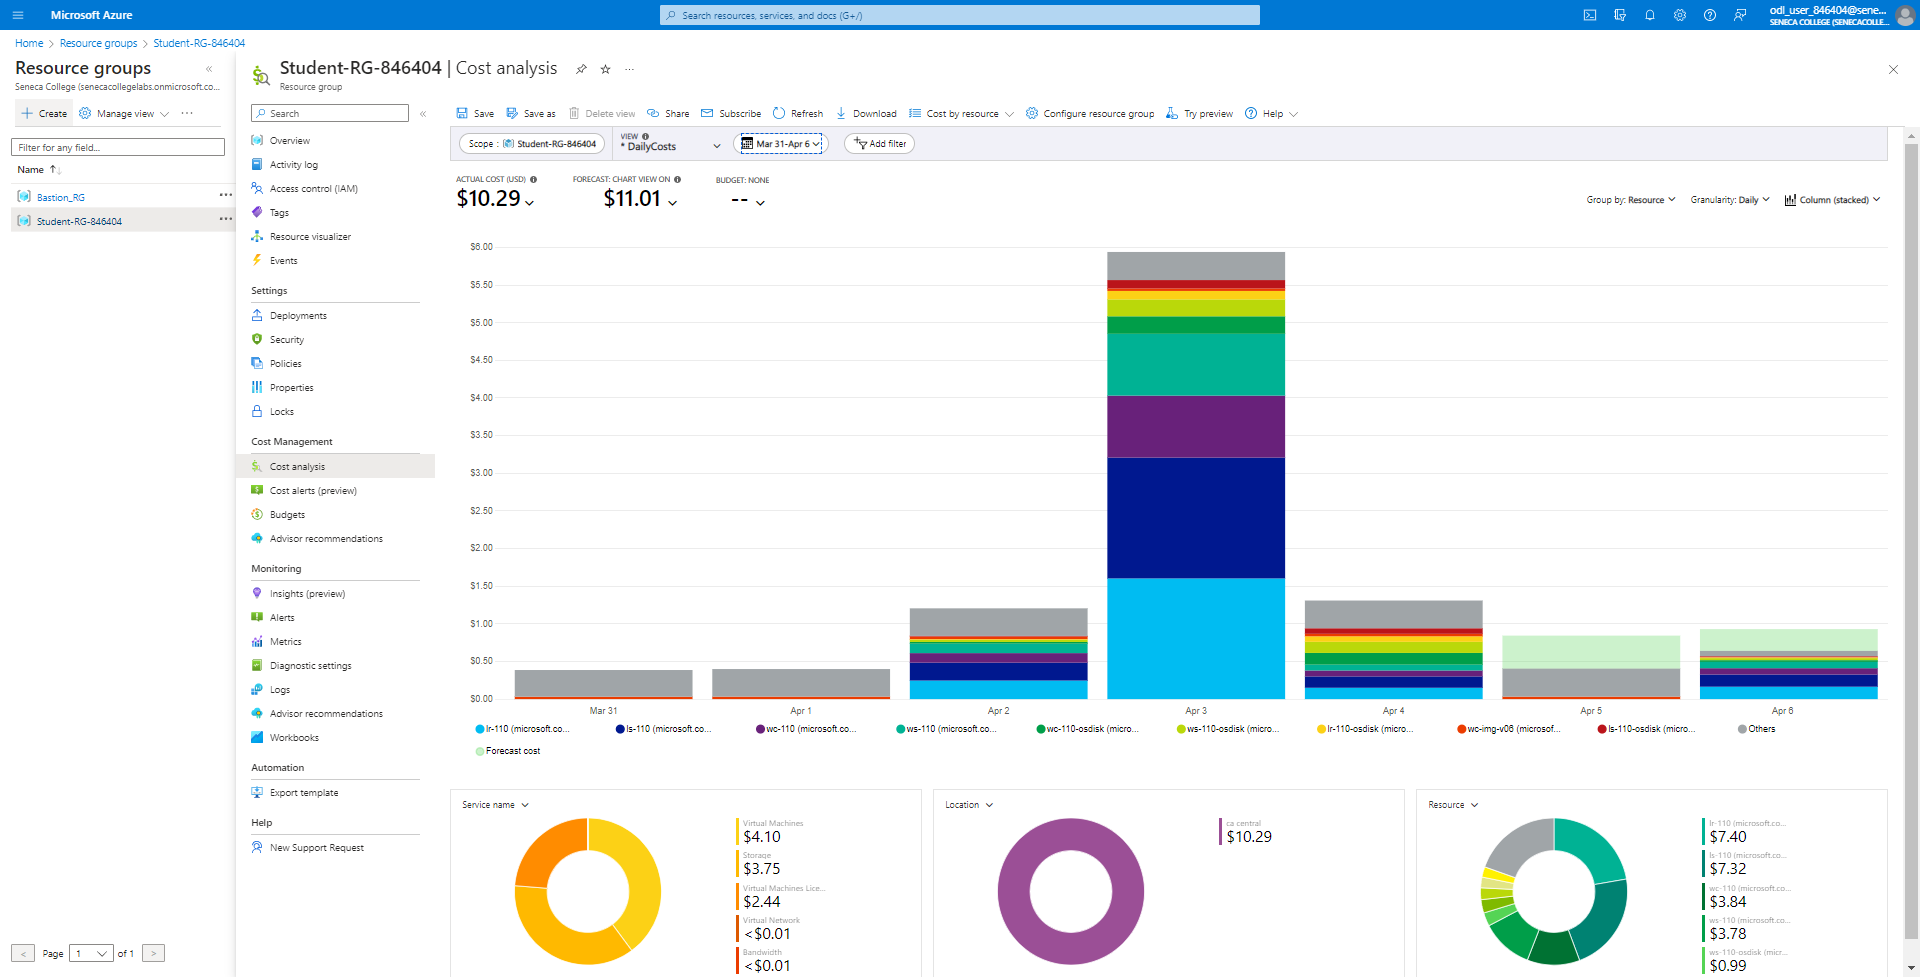 Microsoft Azure
Search resources, services, and docs (G+/)
odl_user_846404@sene...
SENECA COLLEGE (SENECACOLLE...
Home > Resource groups > Student-RG-846404
Resource groups
Seneca College (senecacollegelabs.onmicrosoft.co...
Create
Manage view
Filter for any field...
Name
Bastion_RG
Student-RG-846404
Page 1 of 1
Student-RG-846404 | Cost analysis
Resource group
Search
Overview
Activity log
Access control (IAM)
Tags
Resource visualizer
Events
Settings
Deployments
Security
Policies
Properties
Locks
Cost Management
Cost analysis
Cost alerts (preview)
Budgets
Advisor recommendations
Monitoring
Insights (preview)
Alerts
Metrics
Diagnostic settings
Logs
Advisor recommendations
Workbooks
Automation
Export template
Help
New Support Request
Save
Save as
Delete view
Share
Subscribe
Refresh
Download
Cost by resource
Configure resource group
Try preview
Help
Scope : Student-RG-846404
VIEW
* DailyCosts
Mar 31-Apr 6
Add filter
ACTUAL COST (USD)
$10.29
FORECAST: CHART VIEW ON
$11.01
BUDGET: NONE
--
Group by: Resource
Granularity: Daily
Column (stacked)
$6.00
$5.50
$5.00
$4.50
$4.00
$3.50
$3.00
$2.50
$2.00
$1.50
$1.00
$0.50
$0.00
Mar 31
Apr 1
Apr 2
Apr 3
Apr 4
Apr 5
Apr 6
lr-110 (microsoft.co...
ls-110 (microsoft.co...
wc-110 (microsoft.co...
ws-110 (microsoft.co...
wc-110-osdisk (micro...
ws-110-osdisk (micro...
lr-110-osdisk (micro...
wc-img-v06 (microsof...
ls-110-osdisk (micro...
Others
Forecast cost
Service name
Virtual Machines
$4.10
Storage
$3.75
Virtual Machines Lice...
$2.44
Virtual Network
<$0.01
Bandwidth
<$0.01
Location
ca central
$10.29
Resource
lr-110 (microsoft.co...
$7.40
ls-110 (microsoft.co...
$7.32
wc-110 (microsoft.co...
$3.84
ws-110 (microsoft.co...
$3.78
ws-110-osdisk (micr...
$0.99